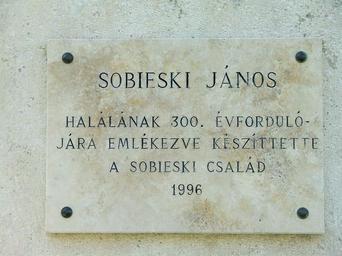 SOBIESKI JÁNOS
HALÁLÁNAK 300. ÉVFORDULÓ-
JÁRA EMLÉKEZVE KÉSZÍTTETTE
A SOBIESKI CSALÁD
1996